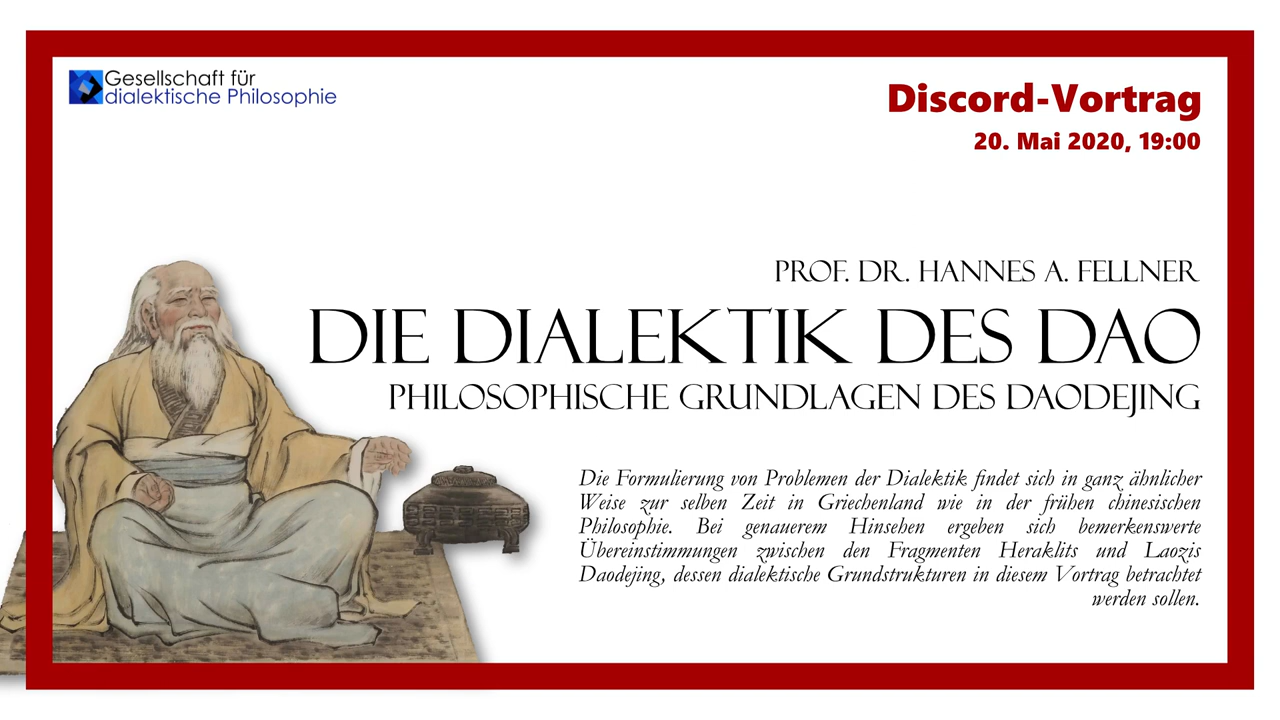 Gesellschaft für
dialektische Philosophie
Discord-Vortrag
20. Mai 2020, 19:00
PROF. DR. HANNES A. FELLNER
DIE DIALEKTIK DES DAO
PHILOSOPHISCHE GRUNDLAGEN DES DAODEJING
Die Formulierung von Problemen der Dialektik findet sich in ganz ähnlicher
Weise zur selben Zeit in Griechenland wie in der frühen chinesischen
Philosophie. Bei genauerem Hinsehen ergeben sich bemerkenswerte
Übereinstimmungen zwischen den Fragmenten Heraklits und Laozis
Daodejing, dessen dialektische Grundstrukturen in diesem Vortrag betrachtet
werden sollen.